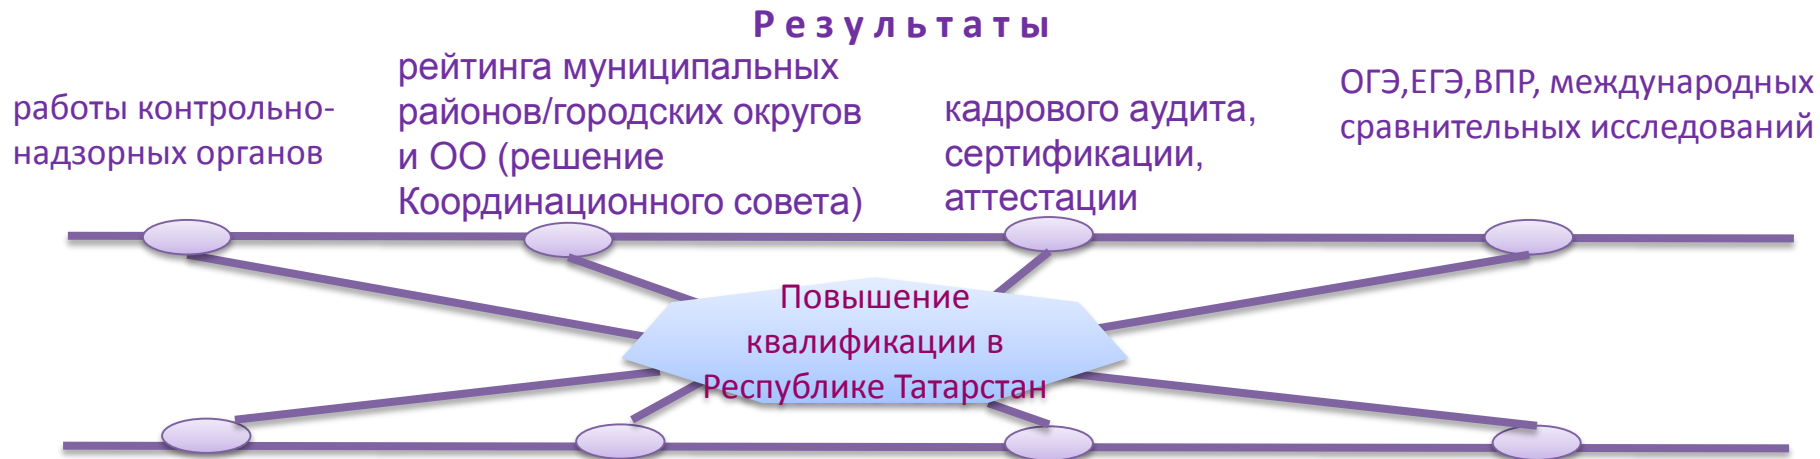 Р е з у л ь т а т ы
работы контрольно-
надзорных органов
рейтинга муниципальных
районов/городских округов
и ОО (решение
Координационного совета)
кадрового аудита,
сертификации,
аттестации
ОГЭ,ЕГЭ,ВПР, международных
сравнительных исследований
Повышение
квалификации в
Республике Татарстан